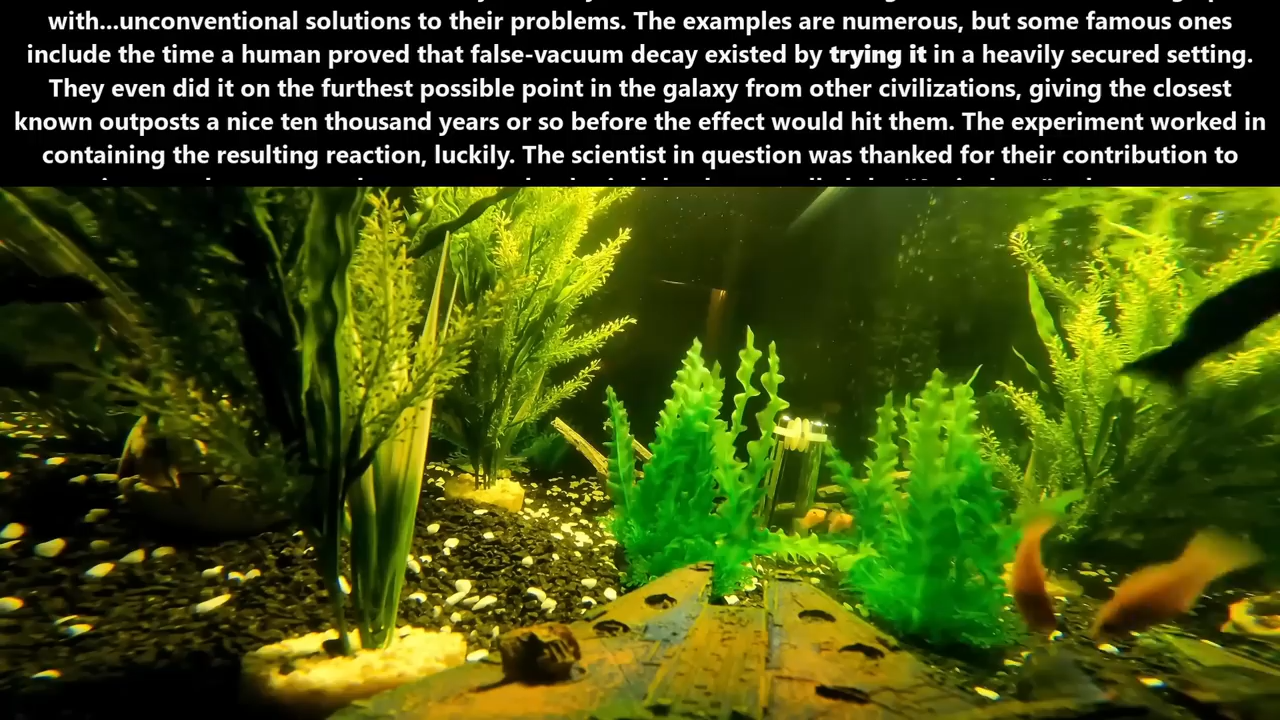 with...unconventional solutions to their problems. The examples are numerous, but some famous ones
include the time a human proved that false-vacuum decay existed by trying it in a heavily secured setting.
They even did it on the furthest possible point in the galaxy from other civilizations, giving the closest
known outposts a nice ten thousand years or so before the effect would hit them. The experiment worked in
containing the resulting reaction, luckily. The scientist in question was thanked for their contribution to